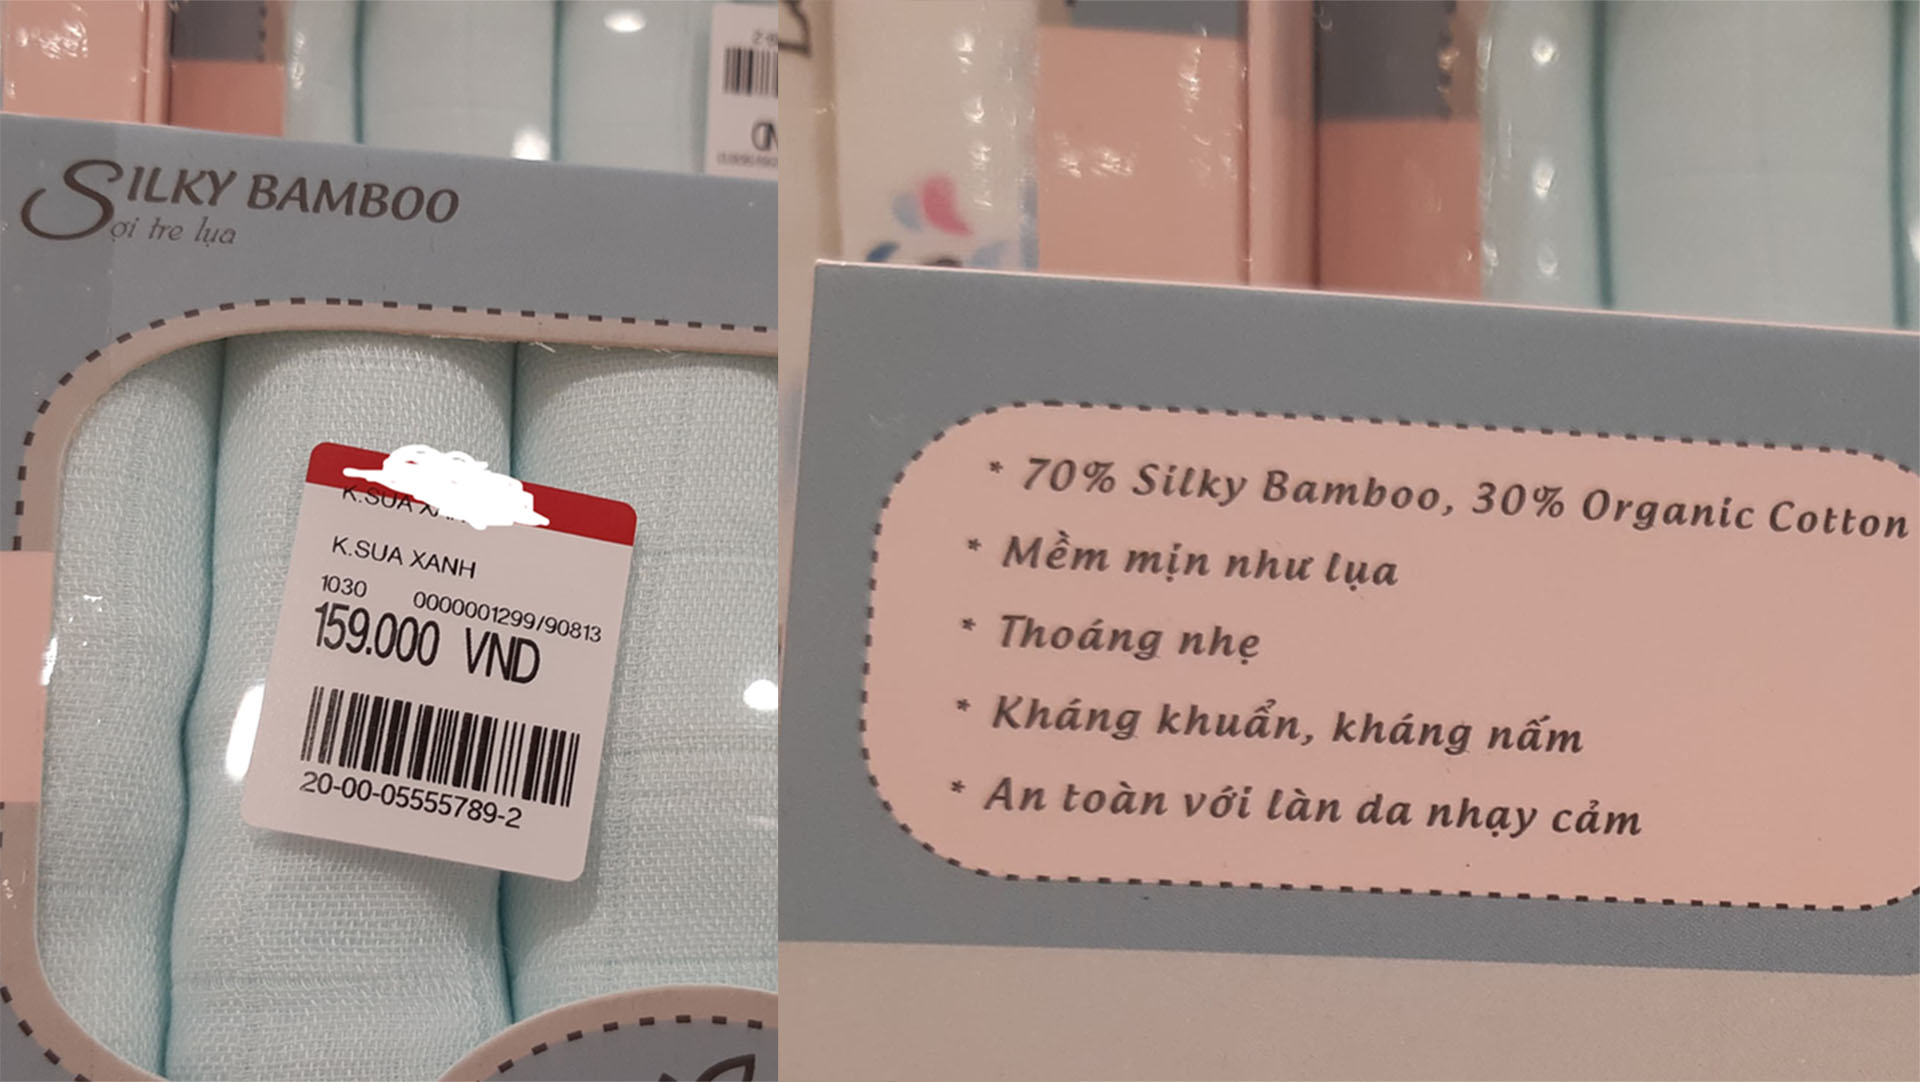 SILKY BAMBOO
Sợi tre lụa
K.SUA
K.SUA XANH
1030 0000001299/90813
159.000 VND
20-00-05555789-2
* 70% Silky Bamboo, 30% Organic Cotton
* Mềm mịn như lụa
* Thoáng nhẹ
* Kháng khuẩn, kháng nấm
* An toàn với làn da nhạy cảm